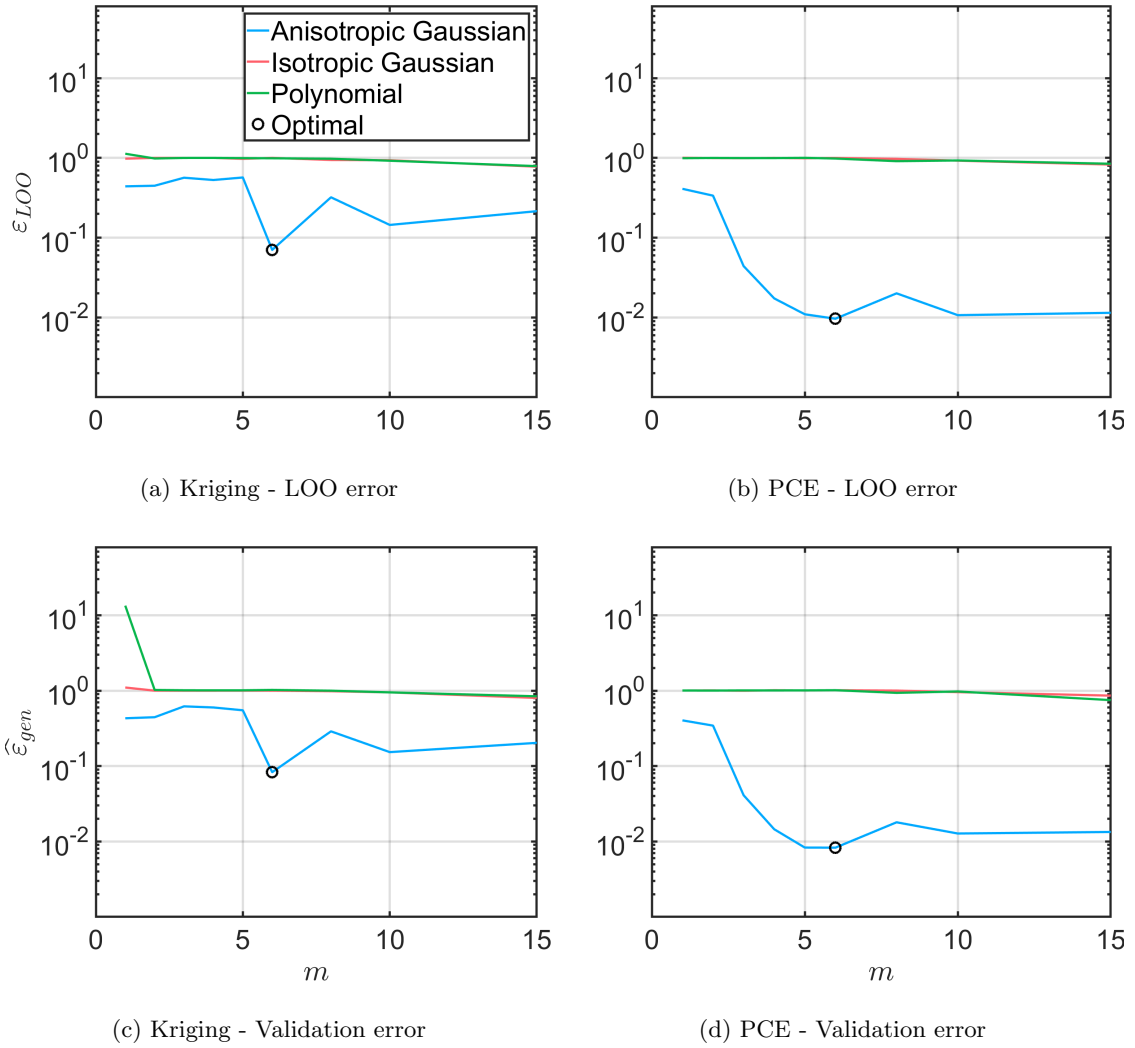 Anisotropic Gaussian
Isotropic Gaussian
Polynomial
Optimal
ε_LOO
10^1
10^0
10^-1
10^-2
0 5 10 15
10^1
10^0
10^-1
10^-2
0 5 10 15
(a) Kriging - LOO error
(b) PCE - LOO error
ε̂_gen
10^1
10^0
10^-1
10^-2
0 5 10 15
m
10^1
10^0
10^-1
10^-2
0 5 10 15
m
(c) Kriging - Validation error
(d) PCE - Validation error